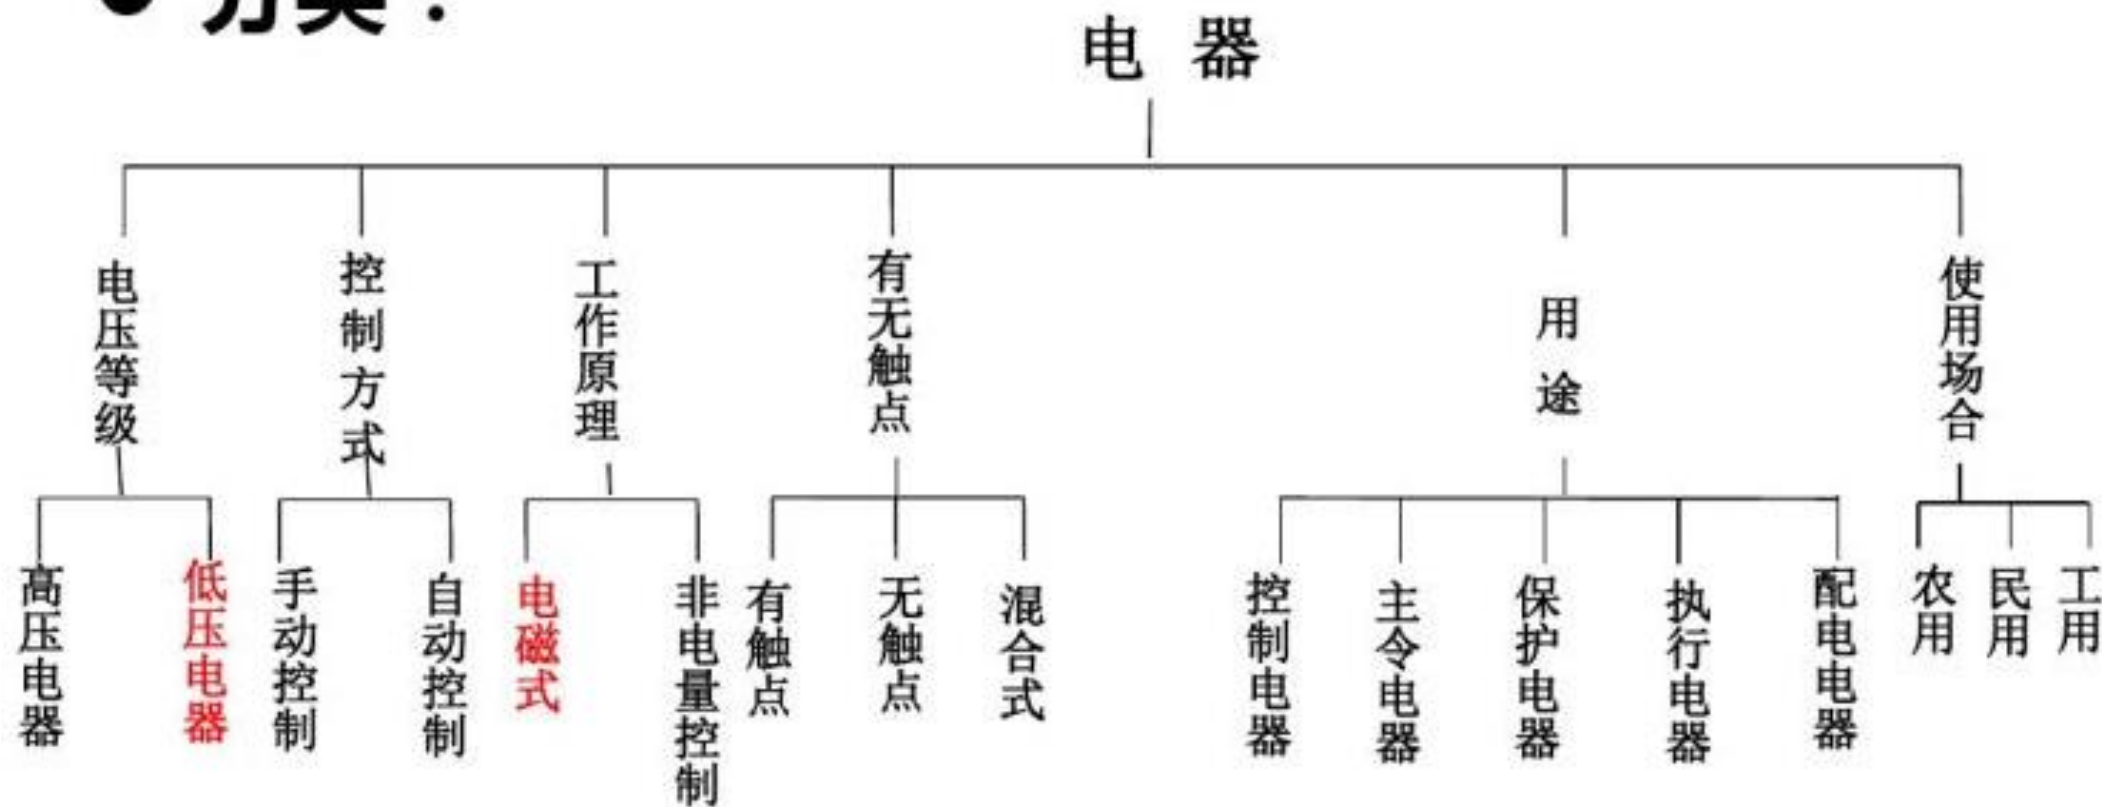 ● 分类：
电 器
电压等级
控制方式
工作原理
有无触点
用途
使用场合
高压电器
低压电器
手动控制
自动控制
电磁式
非电量控制
有触点
无触点
混合式
控制电器
主令电器
保护电器
执行电器
配电电器
农用
民用
工用